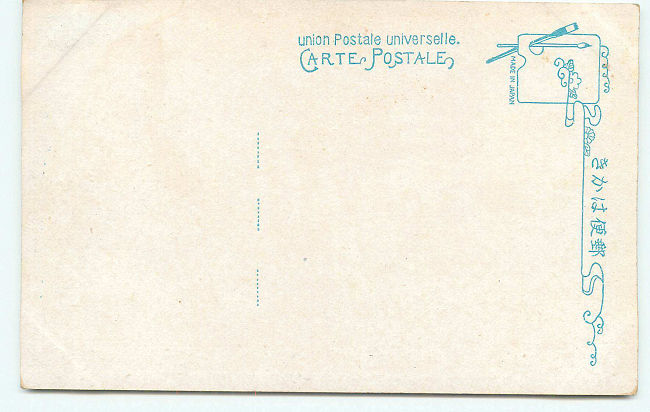 union Postale universelle.
CARTE POSTALE
MADE IN JAPAN
郵便はかき